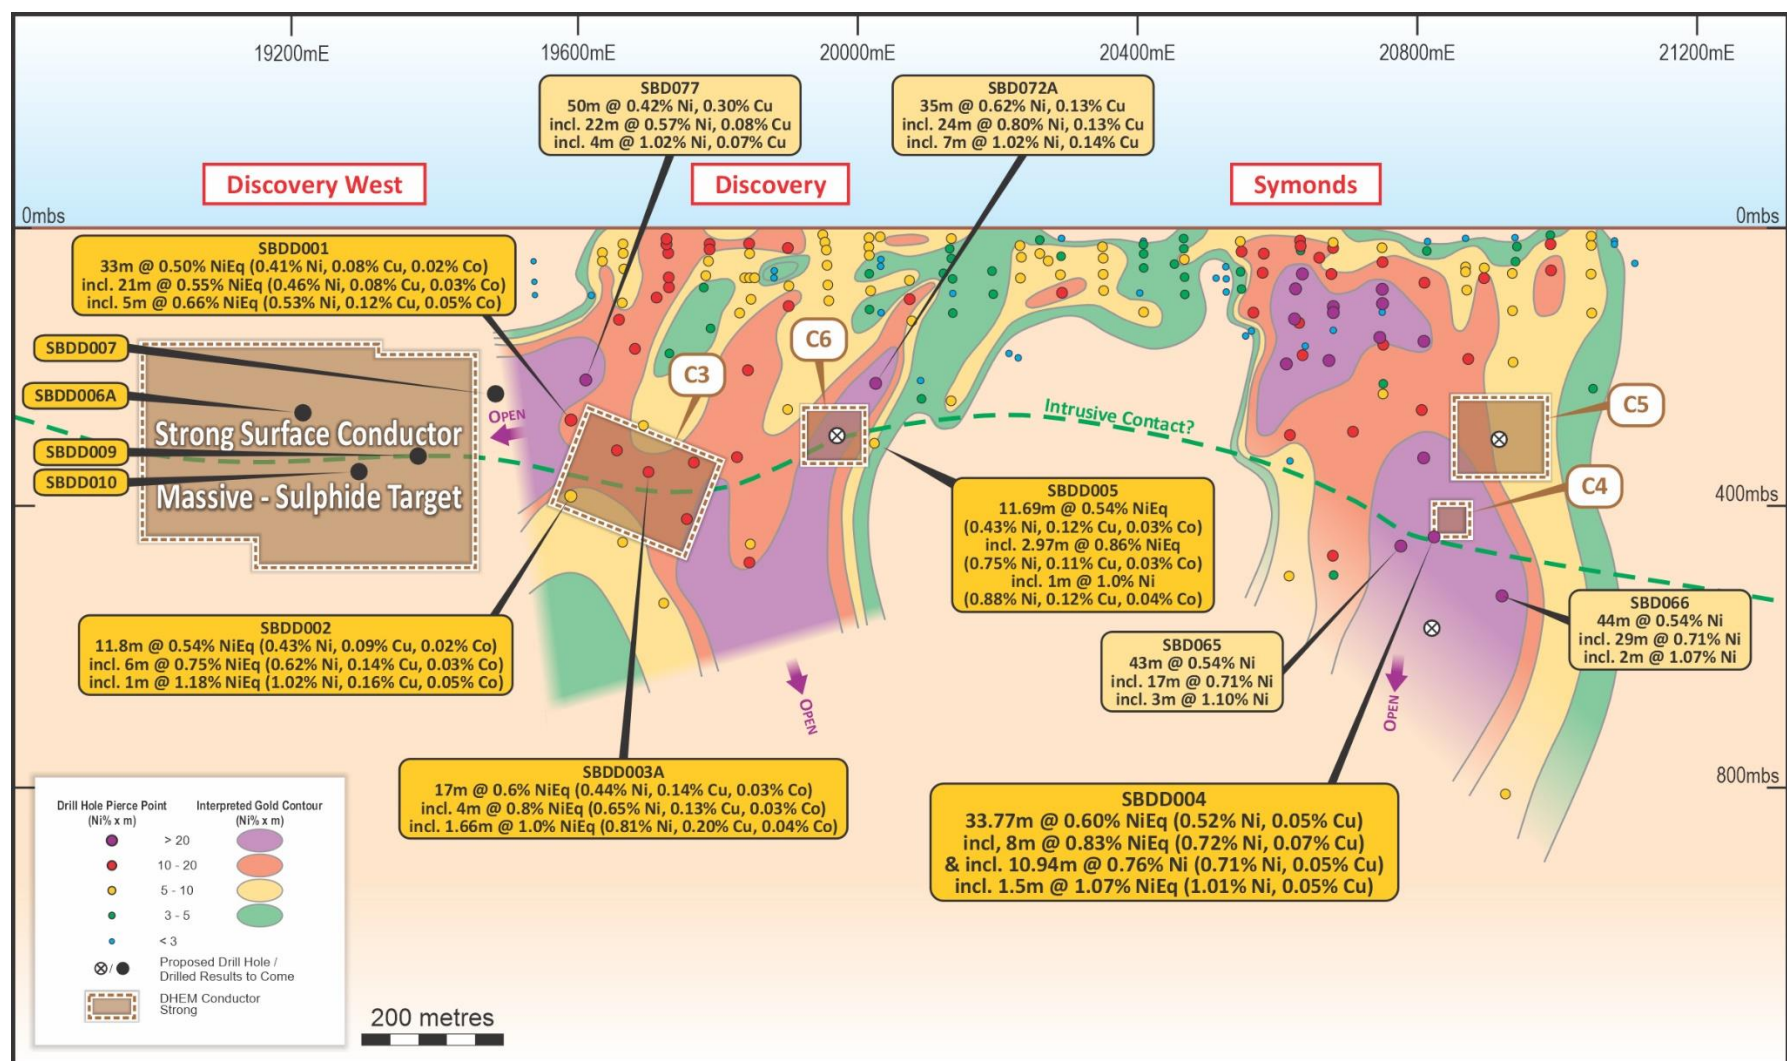 19200mE
19600mE
20000mE
20400mE
20800mE
21200mE
SBD077
50m @ 0.42% Ni, 0.30% Cu
incl. 22m @ 0.57% Ni, 0.08% Cu
incl. 4m @ 1.02% Ni, 0.07% Cu
SBD072A
35m @ 0.62% Ni, 0.13% Cu
incl. 24m @ 0.80% Ni, 0.13% Cu
incl. 7m @ 1.02% Ni, 0.14% Cu
Discovery West
Discovery
Symonds
0mbs
0mbs
SBDD001
33m @ 0.50% NiEq (0.41% Ni, 0.08% Cu, 0.02% Co)
incl. 21m @ 0.55% NiEq (0.46% Ni, 0.08% Cu, 0.03% Co)
incl. 5m @ 0.66% NiEq (0.53% Ni, 0.12% Cu, 0.05% Co)
SBDD007
SBDD006A
SBDD009
SBDD010
Strong Surface Conductor
Massive - Sulphide Target
OPEN
C3
C6
Intrusive Contact?
C5
C4
400mbs
SBDD005
11.69m @ 0.54% NiEq
(0.43% Ni, 0.12% Cu, 0.03% Co)
incl. 2.97m @ 0.86% NiEq
(0.75% Ni, 0.11% Cu, 0.03% Co)
incl. 1m @ 1.0% Ni
(0.88% Ni, 0.12% Cu, 0.04% Co)
SBD066
44m @ 0.54% Ni
incl. 29m @ 0.71% Ni
incl. 2m @ 1.07% Ni
SBDD002
11.8m @ 0.54% NiEq (0.43% Ni, 0.09% Cu, 0.02% Co)
incl. 6m @ 0.75% NiEq (0.62% Ni, 0.14% Cu, 0.03% Co)
incl. 1m @ 1.18% NiEq (1.02% Ni, 0.16% Cu, 0.05% Co)
SBD065
43m @ 0.54% Ni
incl. 17m @ 0.71% Ni
incl. 3m @ 1.10% Ni
OPEN
OPEN
SBDD003A
17m @ 0.6% NiEq (0.44% Ni, 0.14% Cu, 0.03% Co)
incl. 4m @ 0.8% NiEq (0.65% Ni, 0.13% Cu, 0.03% Co)
incl. 1.66m @ 1.0% NiEq (0.81% Ni, 0.20% Cu, 0.04% Co)
800mbs
SBDD004
33.77m @ 0.60% NiEq (0.52% Ni, 0.05% Cu)
incl, 8m @ 0.83% NiEq (0.72% Ni, 0.07% Cu)
& incl. 10.94m @ 0.76% Ni (0.71% Ni, 0.05% Cu)
incl. 1.5m @ 1.07% NiEq (1.01% Ni, 0.05% Cu)
Drill Hole Pierce Point
(Ni% x m)
Interpreted Gold Contour
> 20
10 - 20
5 - 10
3 - 5
< 3
/
Proposed Drill Hole /
Drilled Results to Come
DHEM Conductor
Strong
200 metres